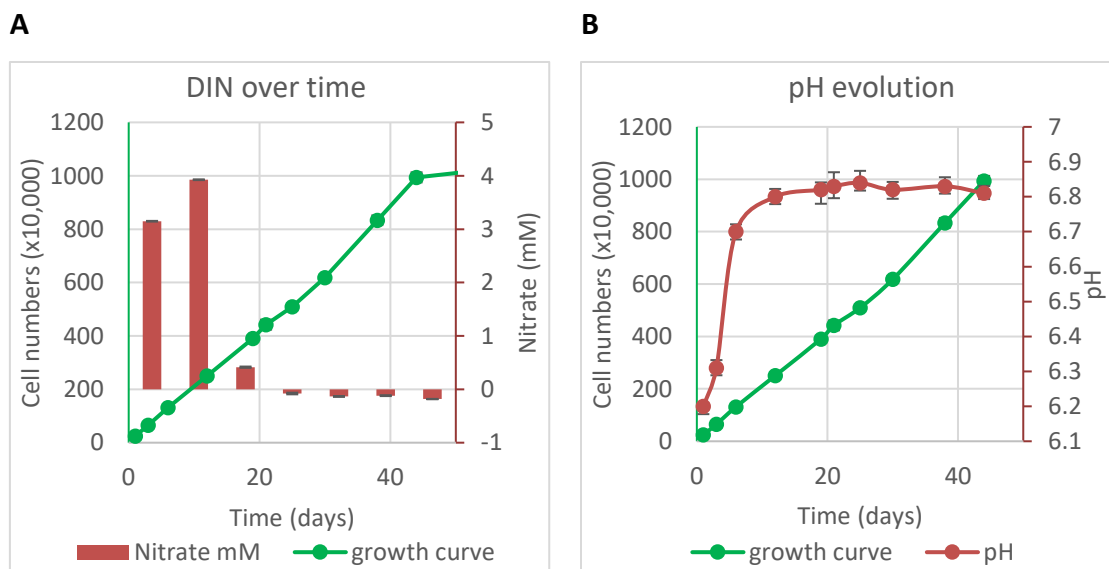 A
DIN over time
Cell numbers (x10,000)
1200
1000
800
600
400
200
0
5
4
3
2
1
0
-1
Nitrate (mM)
0
20
40
Time (days)
Nitrate mM
growth curve
B
pH evolution
Cell numbers (x10,000)
1200
1000
800
600
400
200
0
7
6.9
6.8
6.7
6.6
6.5
6.4
6.3
6.2
6.1
pH
0
20
40
Time (days)
growth curve
pH